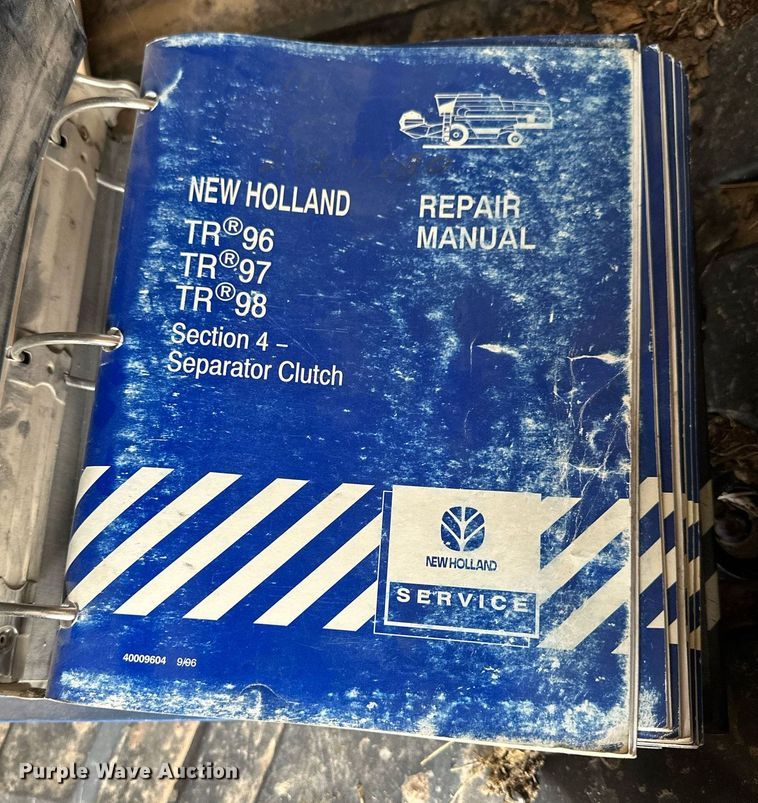 NEW HOLLAND
TR®96
TR®97
TR®98
Section 4 –
Separator Clutch
REPAIR
MANUAL
NEW HOLLAND
SERVICE
40009604 9/96
Purple Wave Auction